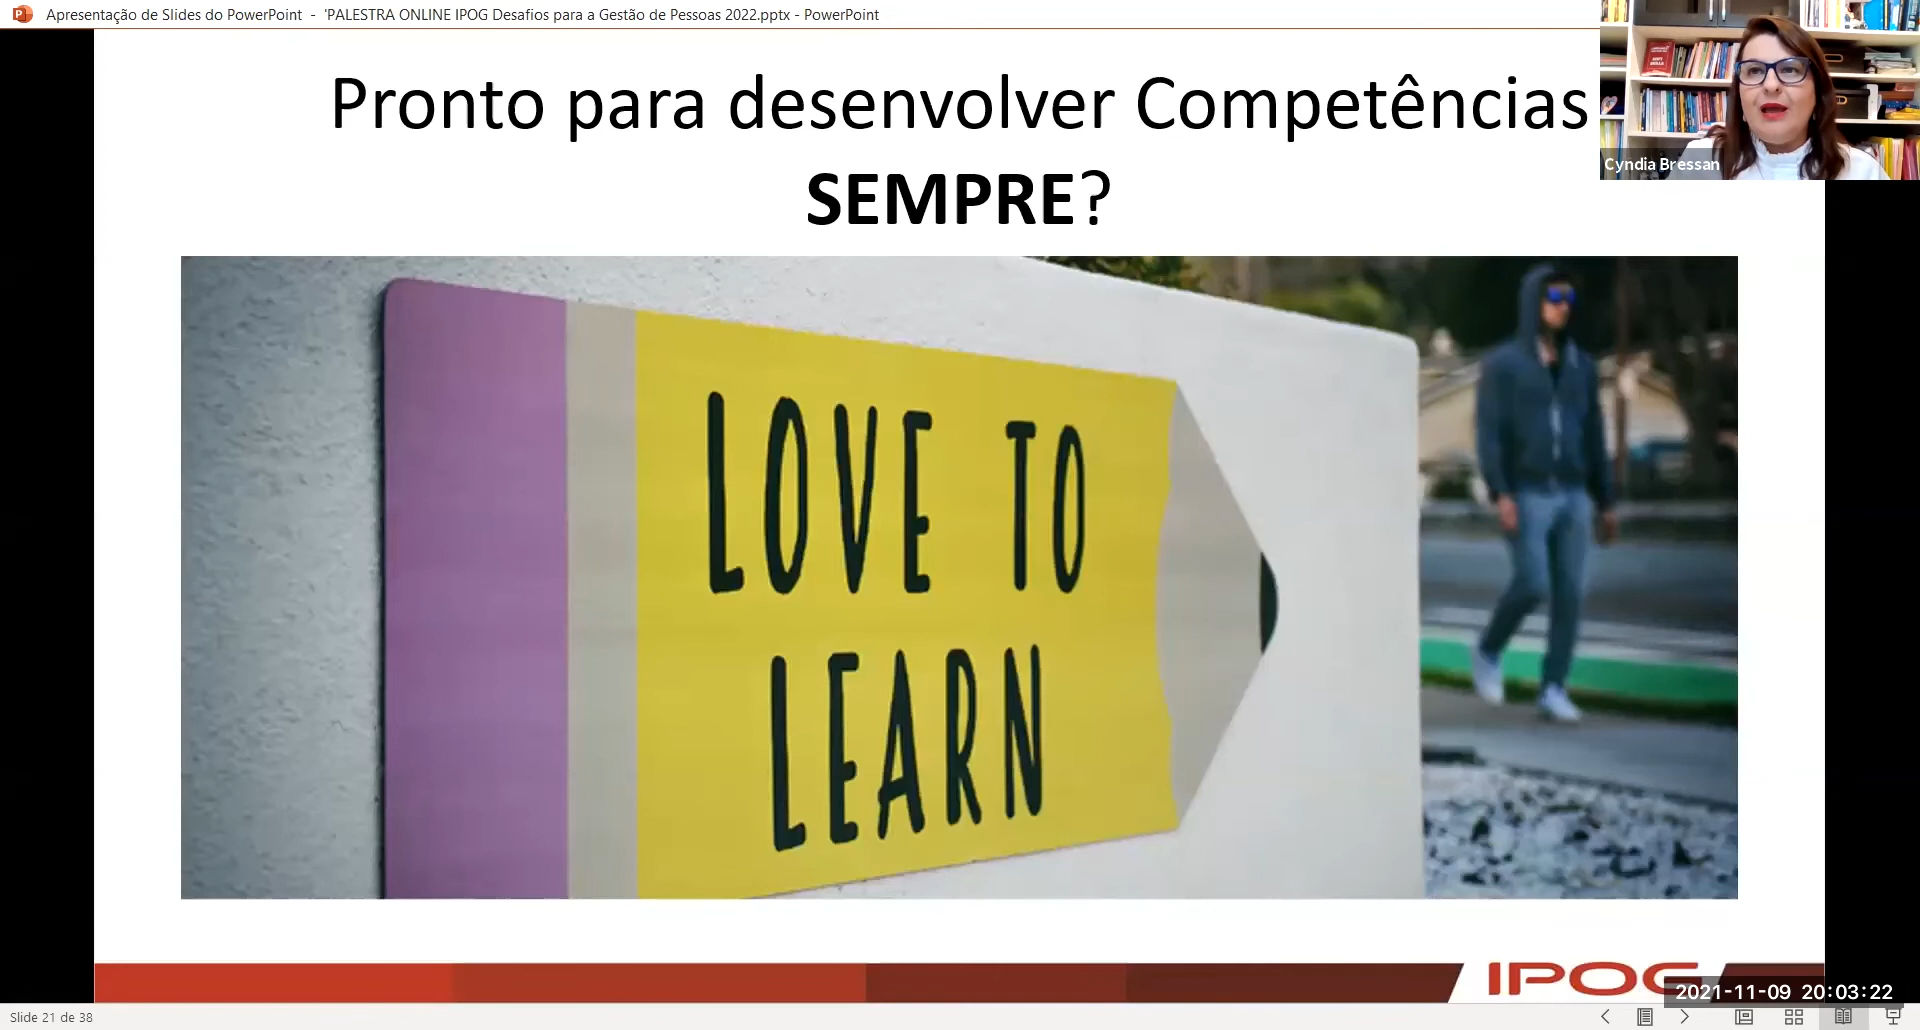 Apresentação de Slides do PowerPoint - 'PALESTRA ONLINE IPOG Desafios para a Gestão de Pessoas 2022.pptx - PowerPoint
Pronto para desenvolver Competências
SEMPRE?
Cyndia Bressan
LOVE TO
LEARN
IPOG
2021-11-09 20:03:22
Slide 21 de 38